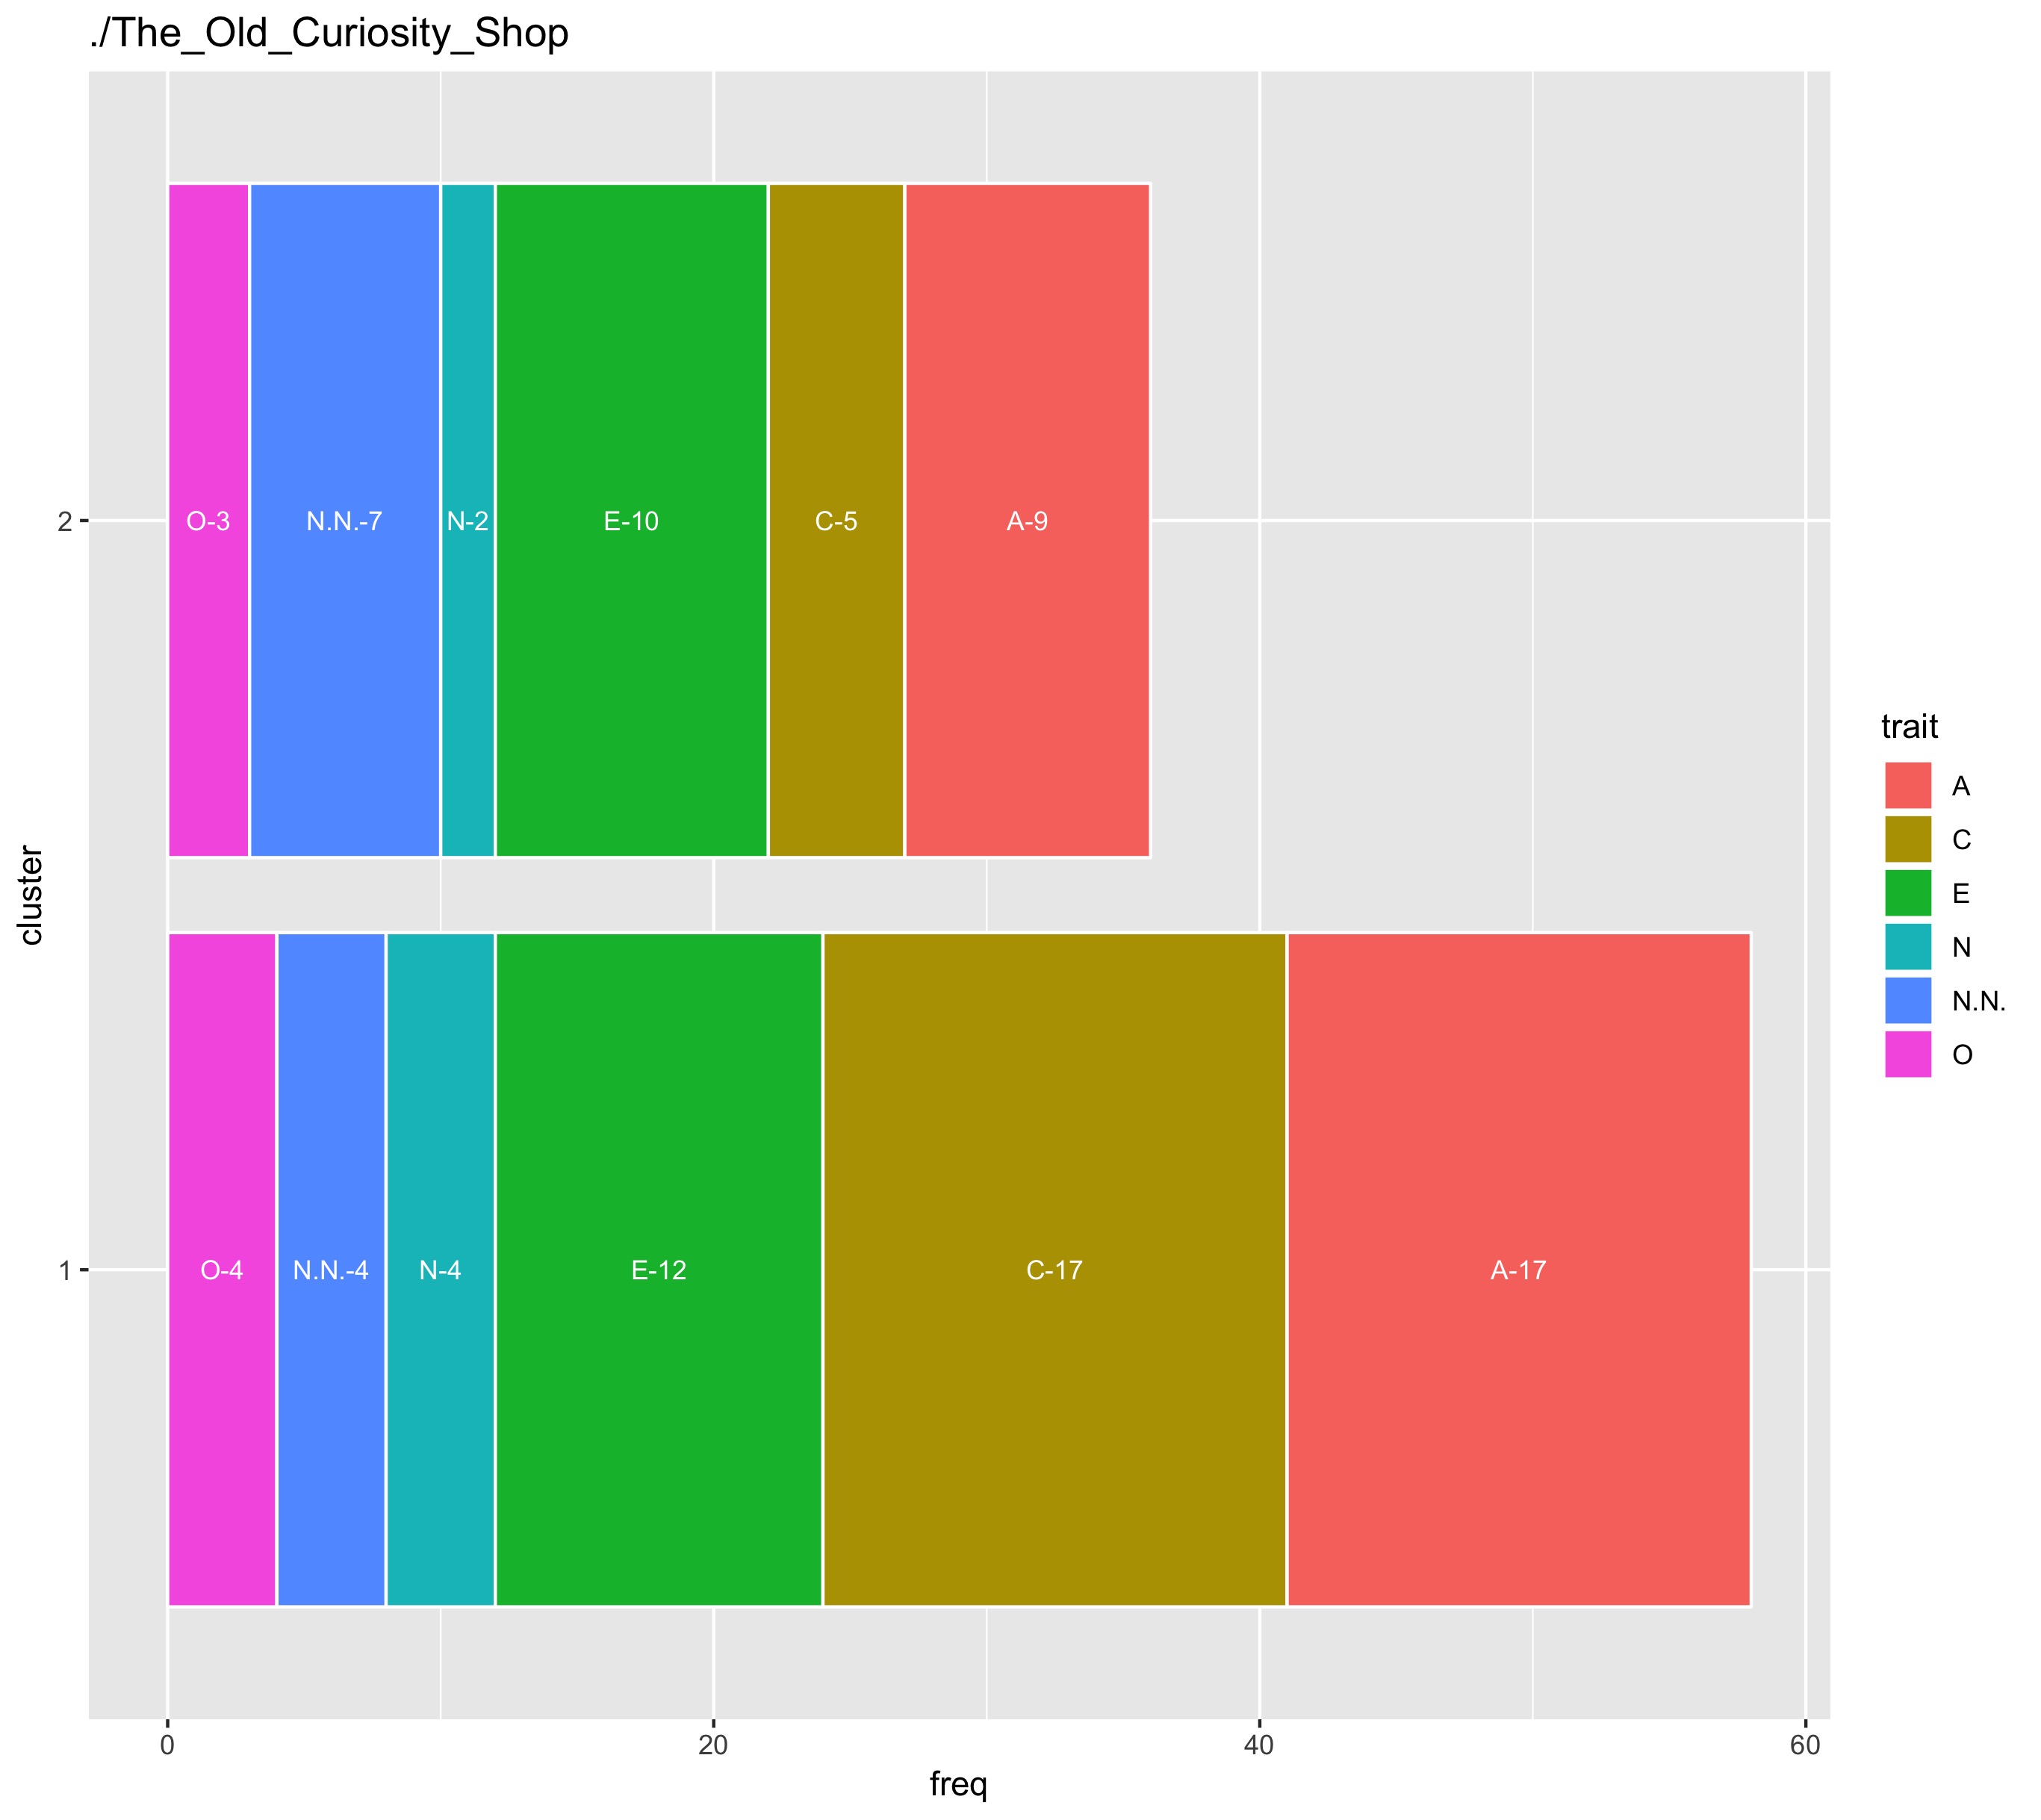 ./The_Old_Curiosity_Shop
cluster
2
O-3 N.N.-7 N-2 E-10 C-5 A-9
1
O-4 N.N.-4 N-4 E-12 C-17 A-17
0 20 40 60
freq
trait
A
C
E
N
N.N.
O